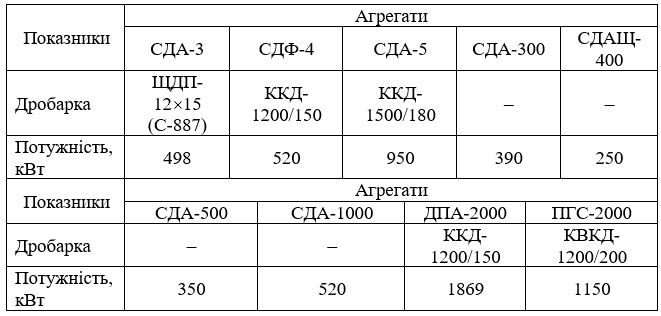 Показники
Агрегати
СДА-3
СДФ-4
СДА-5
СДА-300
СДАЩ-
400
Дробарка
ЩДП-
12×15
(С-887)
ККД-
1200/150
ККД-
1500/180
–
–
Потужність,
кВт
498
520
950
390
250
Показники
Агрегати
СДА-500
СДА-1000
ДПА-2000
ПГС-2000
Дробарка
–
–
ККД-
1200/150
КВКД-
1200/200
Потужність,
кВт
350
520
1869
1150